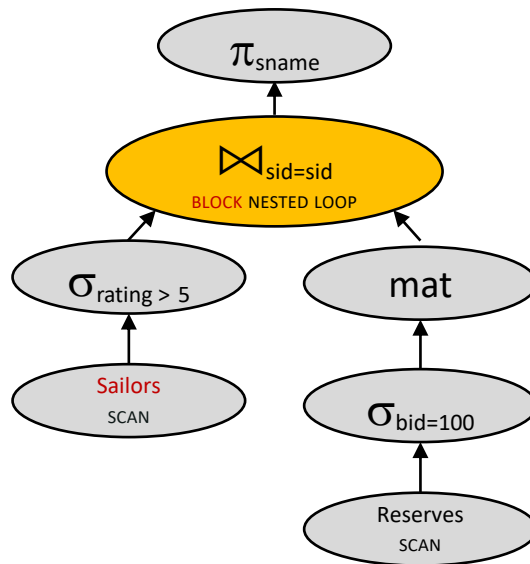 π sname
⋈ sid=sid
BLOCK NESTED LOOP
σ rating > 5
mat
Sailors
SCAN
σ bid=100
Reserves
SCAN